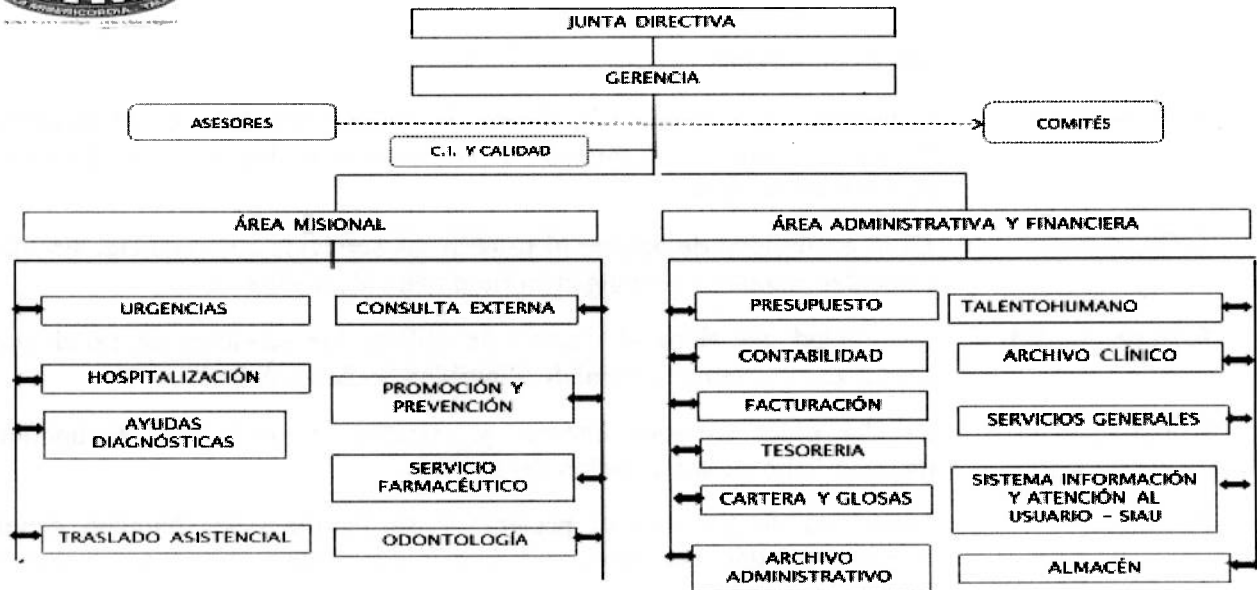 MISERICORDIA
JUNTA DIRECTIVA
GERENCIA
ASESORES
COMITÉS
C.I. Y CALIDAD
ÁREA MISIONAL
ÁREA ADMINISTRATIVA Y FINANCIERA
URGENCIAS
CONSULTA EXTERNA
HOSPITALIZACIÓN
PROMOCIÓN Y
PREVENCIÓN
AYUDAS
DIAGNÓSTICAS
SERVICIO
FARMACÉUTICO
TRASLADO ASISTENCIAL
ODONTOLOGÍA
PRESUPUESTO
TALENTOHUMANO
CONTABILIDAD
ARCHIVO CLÍNICO
FACTURACIÓN
SERVICIOS GENERALES
TESORERIA
CARTERA Y GLOSAS
SISTEMA INFORMACIÓN
Y ATENCIÓN AL
USUARIO – SIAU
ARCHIVO
ADMINISTRATIVO
ALMACÉN